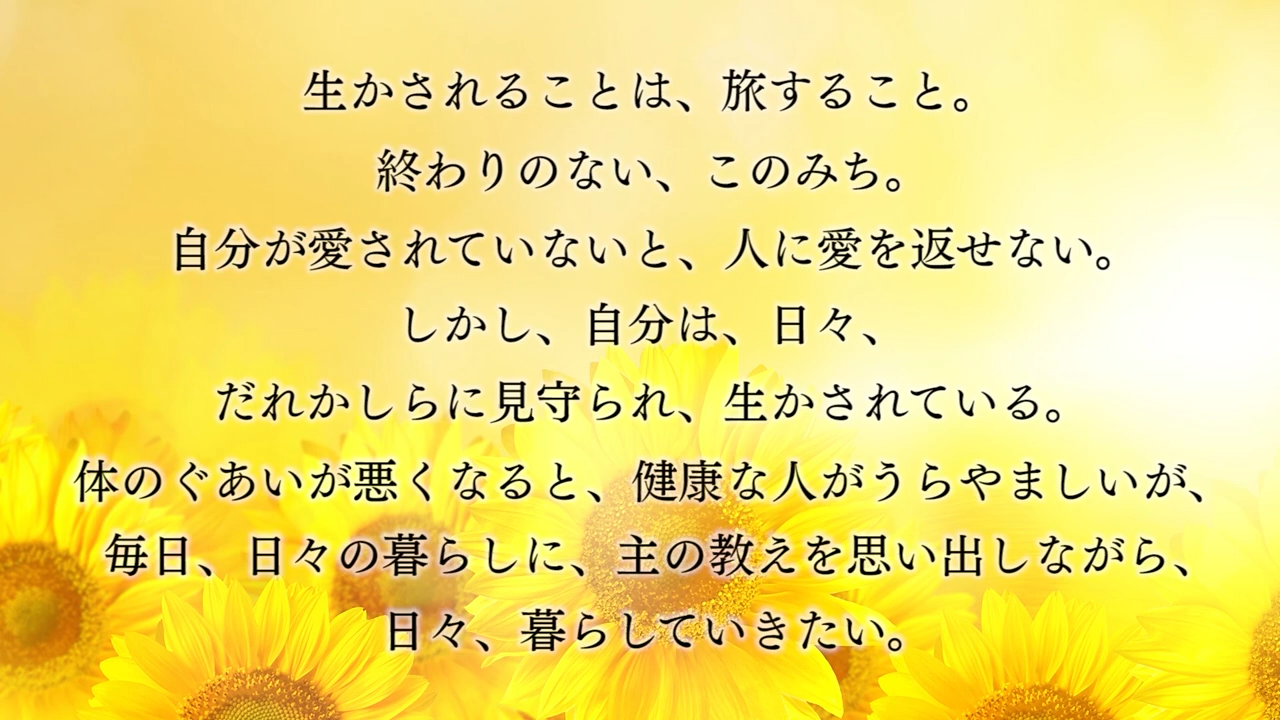 生かされることは、旅すること。
終わりのない、このみち。
自分が愛されていないと、人に愛を返せない。
しかし、自分は、日々、
だれかしらに見守られ、生かされている。
体のぐあいが悪くなると、健康な人がうらやましいが、
毎日、日々の暮らしに、主の教えを思い出しながら、
日々、暮らしていきたい。